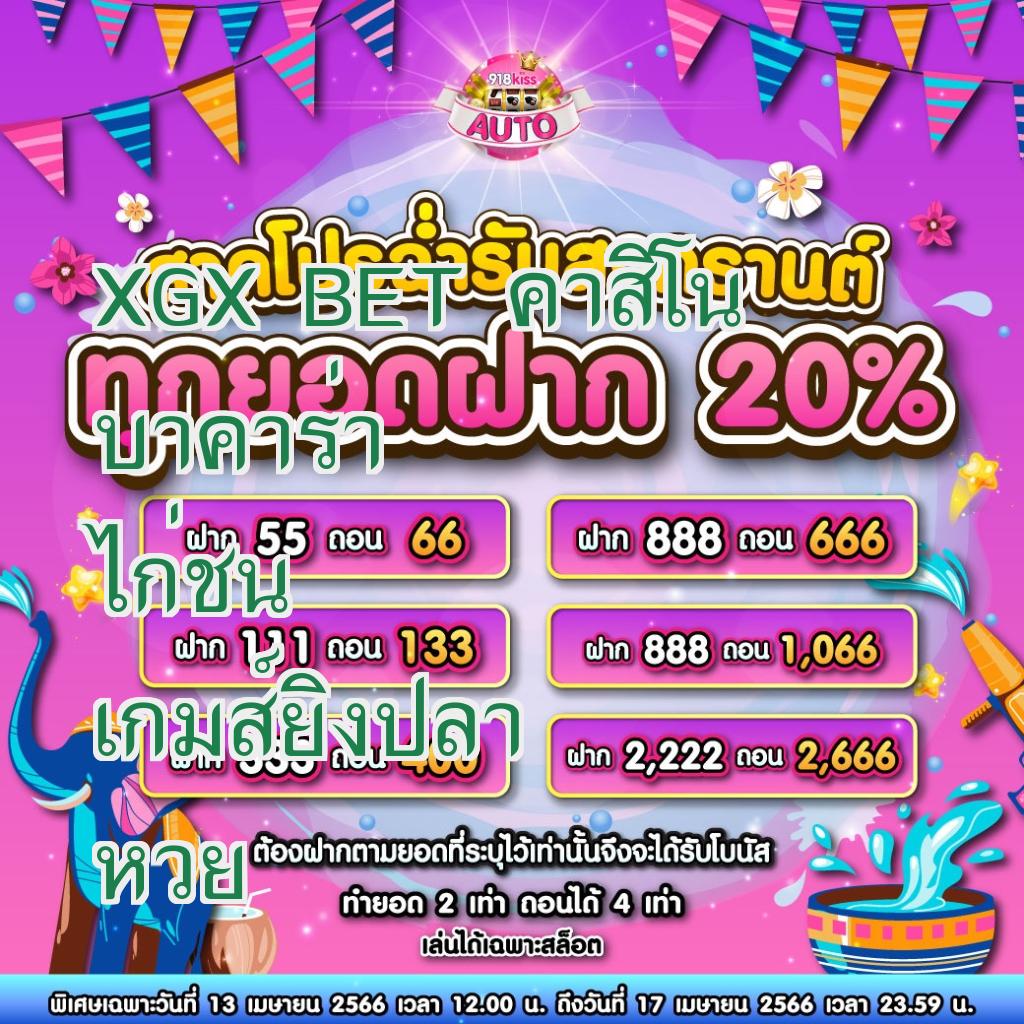 918kiss
AUTO
XGX BET คาสิโน
ทุกยอดฝาก 20%
บาคาร่า
ฝาก 55 ถอน 66
ฝาก 888 ถอน 666
ไก่ชน
ฝาก 111 ถอน 133
ฝาก 888 ถอน 1,066
เกมส์ยิงปลา
ฝาก 2,222 ถอน 2,666
หวย
ต้องฝากตามยอดที่ระบุไว้เท่านั้นจึงจะได้รับโบนัส
ทำยอด 2 เท่า ถอนได้ 4 เท่า
เล่นได้เฉพาะสล็อต
พิเศษเฉพาะวันที่ 13 เมษายน 2566 เวลา 12.00 น. ถึงวันที่ 17 เมษายน 2566 เวลา 23.59 น.